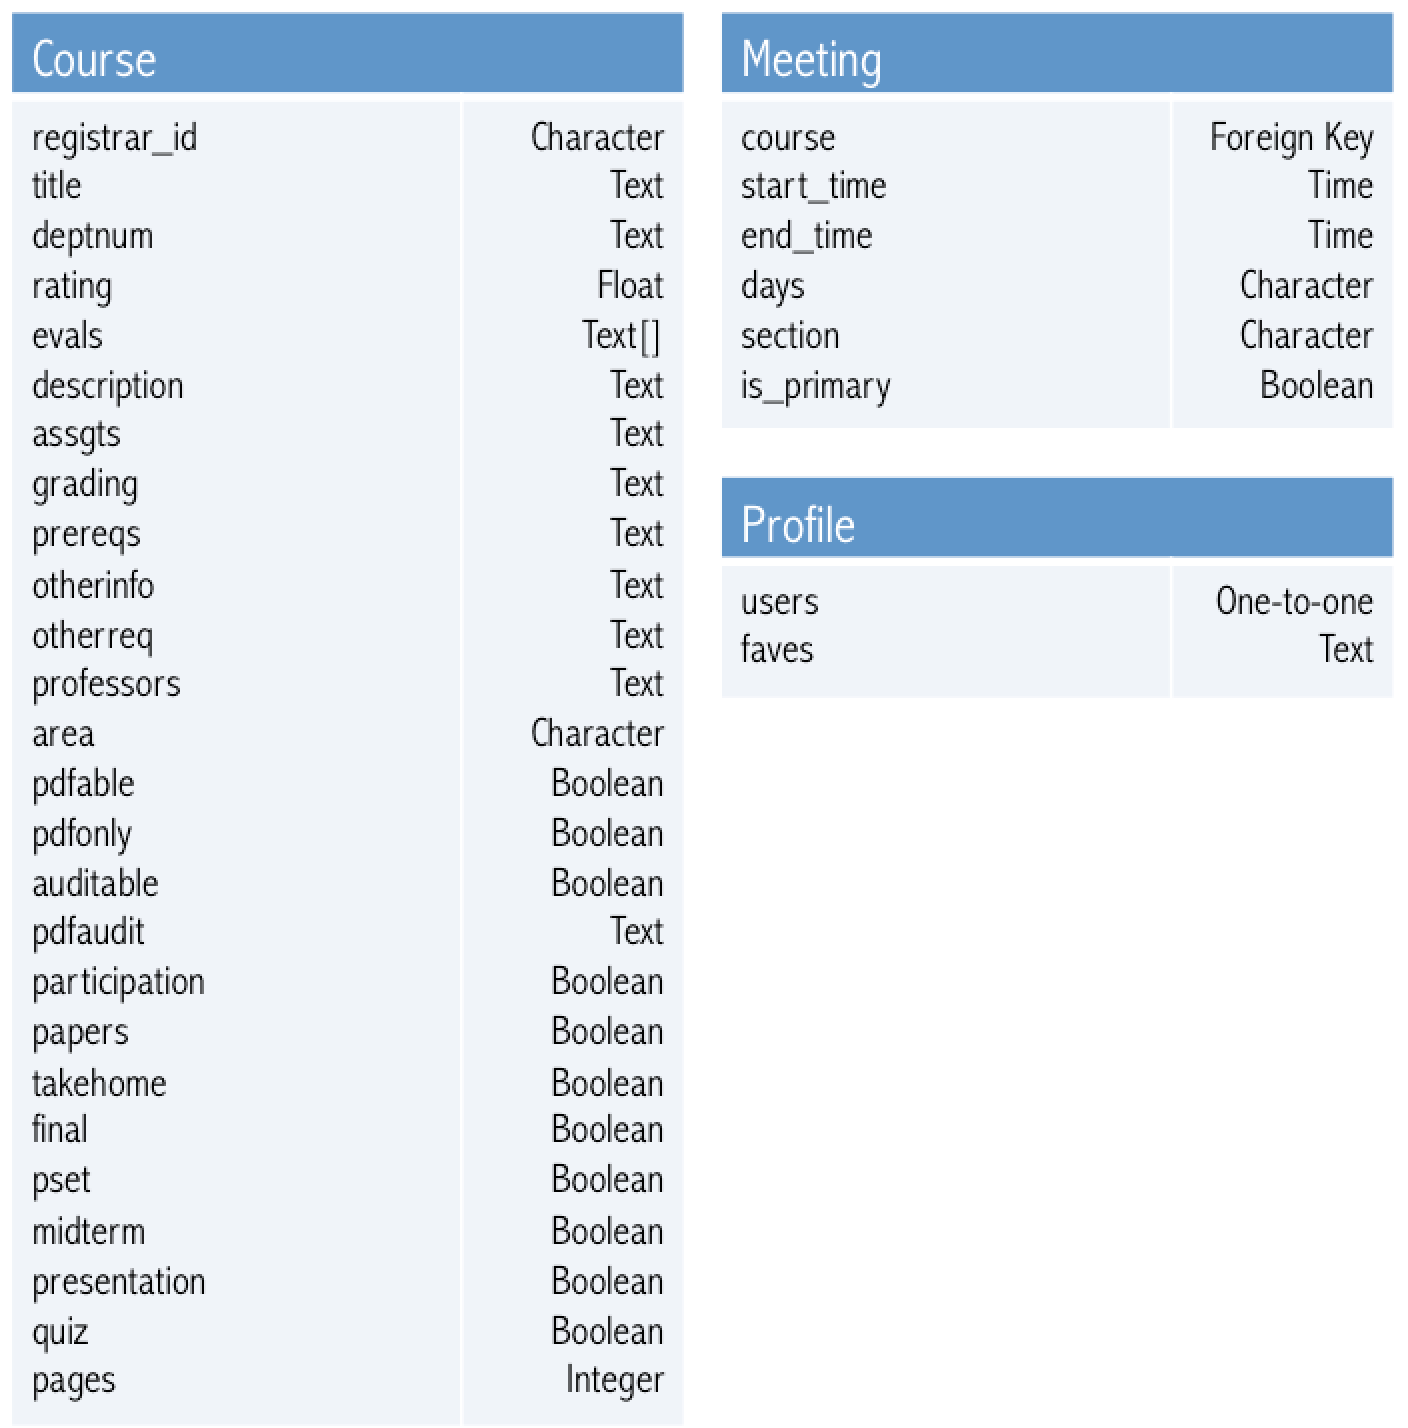 Course
registrar_id Character
title Text
deptnum Text
rating Float
evals Text[]
description Text
assgts Text
grading Text
prereqs Text
otherinfo Text
otherreq Text
professors Text
area Character
pdfable Boolean
pdfonly Boolean
auditable Boolean
pdfaudit Text
participation Boolean
papers Boolean
takehome Boolean
final Boolean
pset Boolean
midterm Boolean
presentation Boolean
quiz Boolean
pages Integer
Meeting
course Foreign Key
start_time Time
end_time Time
days Character
section Character
is_primary Boolean
Profile
users One-to-one
faves Text